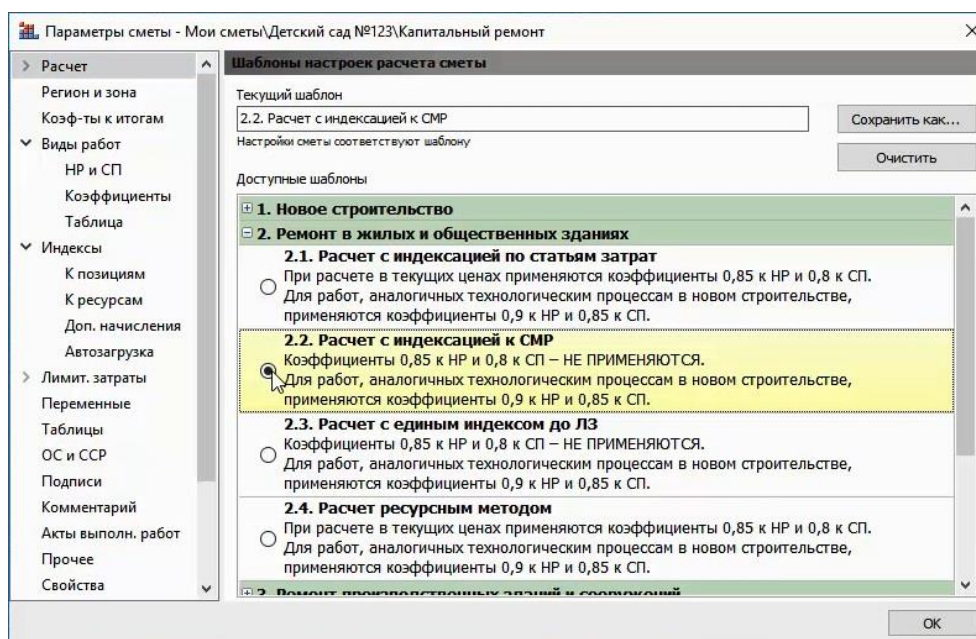 Параметры сметы - Мои сметы\Детский сад №123\Капитальный ремонт
Расчет
Регион и зона
Коэф-ты к итогам
Виды работ
НР и СП
Коэффициенты
Таблица
Индексы
К позициям
К ресурсам
Доп. начисления
Автозагрузка
Лимит. затраты
Переменные
Таблицы
ОС и ССР
Подписи
Комментарий
Акты выполн. работ
Прочее
Свойства
Шаблоны настроек расчета сметы
Текущий шаблон
2.2. Расчет с индексацией к СМР
Сохранить как...
Настройки сметы соответствуют шаблону
Очистить
Доступные шаблоны
1. Новое строительство
2. Ремонт в жилых и общественных зданиях
2.1. Расчет с индексацией по статьям затрат
При расчете в текущих ценах применяются коэффициенты 0,85 к НР и 0,8 к СП.
Для работ, аналогичных технологическим процессам в новом строительстве,
применяются коэффициенты 0,9 к НР и 0,85 к СП.
2.2. Расчет с индексацией к СМР
Коэффициенты 0,85 к НР и 0,8 к СП – НЕ ПРИМЕНЯЮТСЯ.
Для работ, аналогичных технологическим процессам в новом строительстве,
применяются коэффициенты 0,9 к НР и 0,85 к СП.
2.3. Расчет с единым индексом до ЛЗ
Коэффициенты 0,85 к НР и 0,8 к СП – НЕ ПРИМЕНЯЮТСЯ.
Для работ, аналогичных технологическим процессам в новом строительстве,
применяются коэффициенты 0,9 к НР и 0,85 к СП.
2.4. Расчет ресурсным методом
При расчете в текущих ценах применяются коэффициенты 0,85 к НР и 0,8 к СП.
Для работ, аналогичных технологическим процессам в новом строительстве,
применяются коэффициенты 0,9 к НР и 0,85 к СП.
3. Ремонт производственных зданий и сооружений
ОК